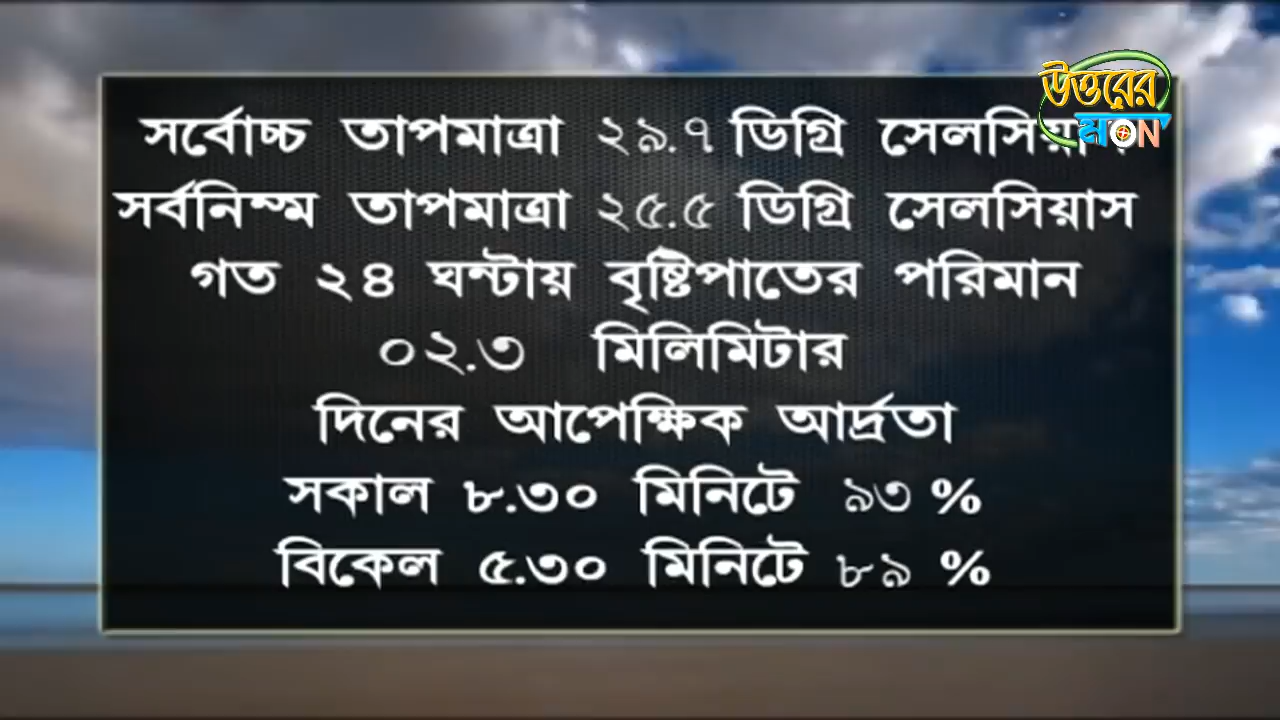 উত্তরের
মON
সর্বোচ্চ তাপমাত্রা ২৯.৭ ডিগ্রি
সর্বনিম্ম তাপমাত্রা ২৫.৫ ডিগ্রি সেলসিয়াস
গত ২৪ ঘন্টায় বৃষ্টিপাতের পরিমান
০২.৩ মিলিমিটার
দিনের আপেক্ষিক আর্দ্রতা
সকাল ৮.৩০ মিনিটে ৯৩ %
বিকেল ৫.৩০ মিনিটে ৮৯ %